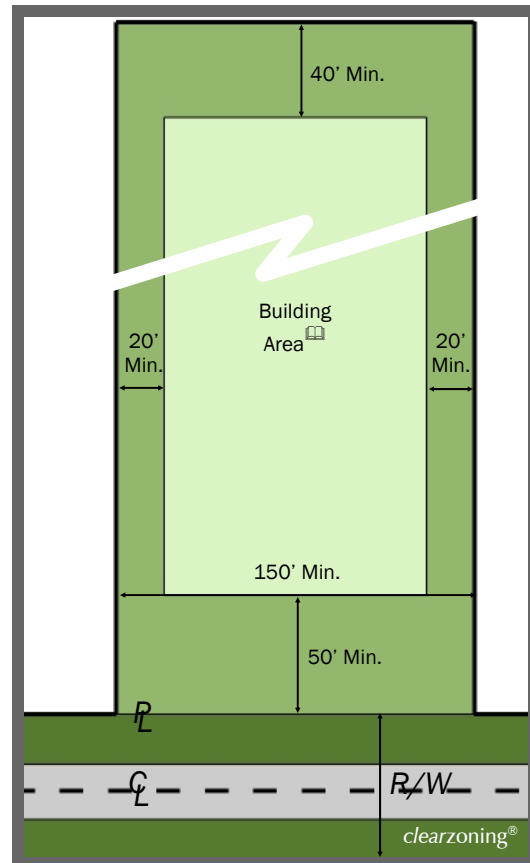 40’ Min.
Building
Area
20’
Min.
20’
Min.
150’ Min.
50’ Min.
PL
CL
R/W
clearzoning®